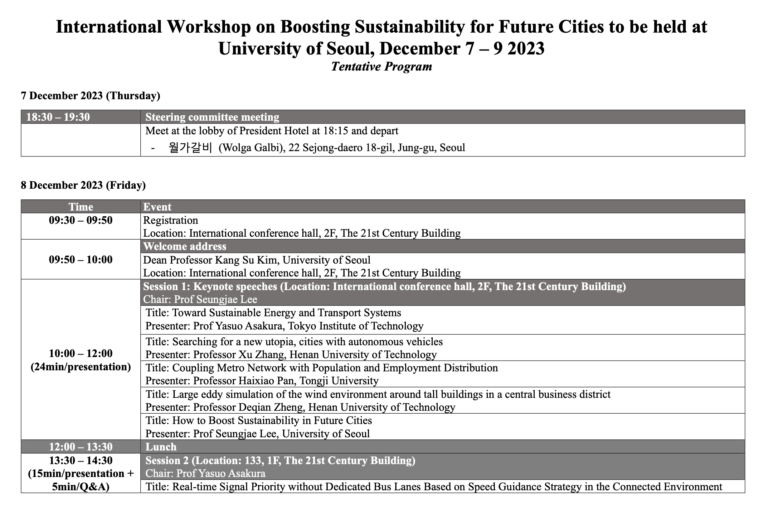 International Workshop on Boosting Sustainability for Future Cities to be held at
University of Seoul, December 7 – 9 2023
Tentative Program
7 December 2023 (Thursday)
18:30 – 19:30 Steering committee meeting
Meet at the lobby of President Hotel at 18:15 and depart
- 월가갈비 (Wolga Galbi), 22 Sejong-daero 18-gil, Jung-gu, Seoul
8 December 2023 (Friday)
Time Event
09:30 – 09:50 Registration
Location: International conference hall, 2F, The 21st Century Building
Welcome address
09:50 – 10:00 Dean Professor Kang Su Kim, University of Seoul
Location: International conference hall, 2F, The 21st Century Building
Session 1: Keynote speeches (Location: International conference hall, 2F, The 21st Century Building)
Chair: Prof Seungjae Lee
Title: Toward Sustainable Energy and Transport Systems
Presenter: Prof Yasuo Asakura, Tokyo Institute of Technology
Title: Searching for a new utopia, cities with autonomous vehicles
10:00 – 12:00 Presenter: Professor Xu Zhang, Henan University of Technology
(24min/presentation) Title: Coupling Metro Network with Population and Employment Distribution
Presenter: Professor Haixiao Pan, Tongji University
Title: Large eddy simulation of the wind environment around tall buildings in a central business district
Presenter: Professor Deqian Zheng, Henan University of Technology
Title: How to Boost Sustainability in Future Cities
Presenter: Prof Seungjae Lee, University of Seoul
12:00 – 13:30 Lunch
13:30 – 14:30 Session 2 (Location: 133, 1F, The 21st Century Building)
(15min/presentation + Chair: Prof Yasuo Asakura
5min/Q&A) Title: Real-time Signal Priority without Dedicated Bus Lanes Based on Speed Guidance Strategy in the Connected Environment